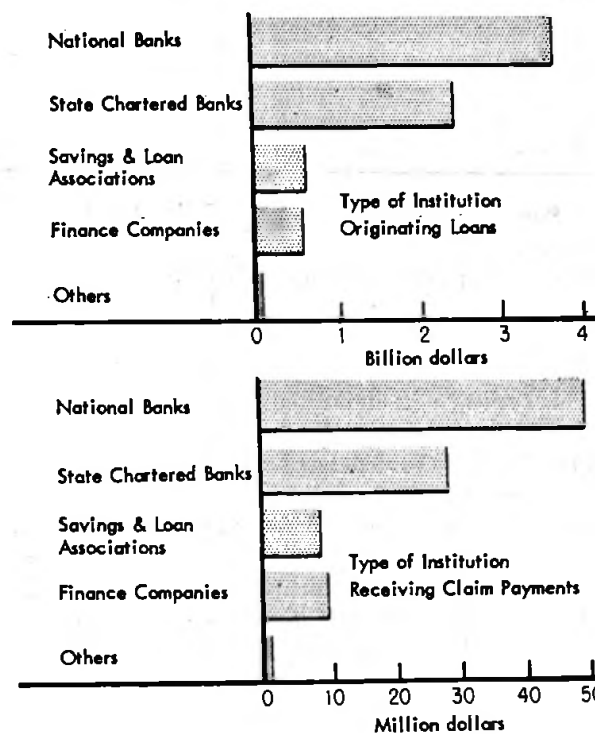 National Banks
State Chartered Banks
Savings & Loan
Associations
Type of Institution
Originating Loans
Finance Companies
Others
0 1 2 3 4
Billion dollars
National Banks
State Chartered Banks
Savings & Loan
Associations
Type of Institution
Receiving Claim Payments
Finance Companies
Others
0 10 20 30 40 50
Million dollars